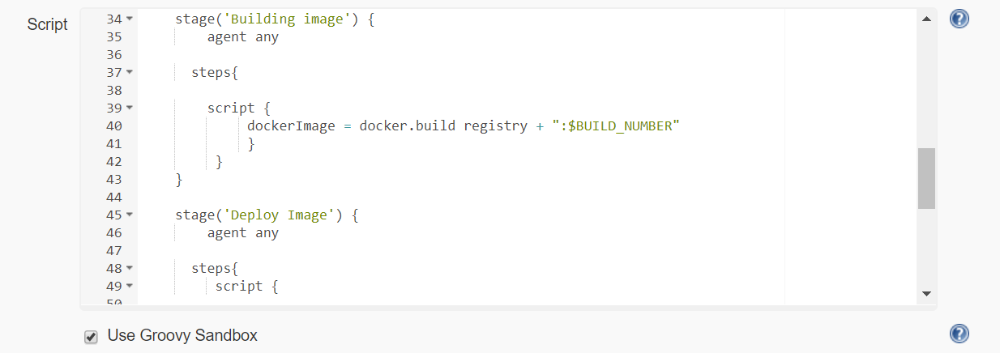 Script
34 stage('Building image') {
35 agent any
36
37 steps{
38
39 script {
40 dockerImage = docker.build registry + ":$BUILD_NUMBER"
41 }
42 }
43 }
44
45 stage('Deploy Image') {
46 agent any
47
48 steps{
49 script {
50
Use Groovy Sandbox